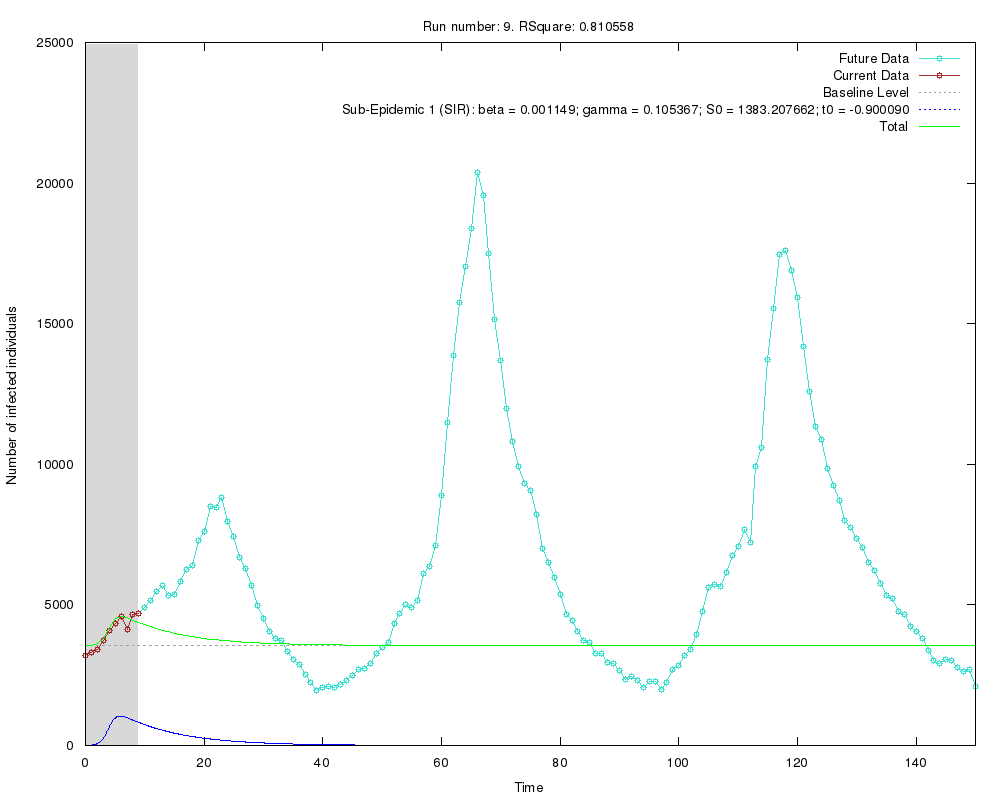 Run number: 9. RSquare: 0.810558
25000
20000
15000
10000
5000
0
Number of infected individuals
Future Data
Current Data
Baseline Level
Sub-Epidemic 1 (SIR): beta = 0.001149; gamma = 0.105367; S0 = 1383.207662; t0 = -0.900090
Total
0 20 40 60 80 100 120 140
Time